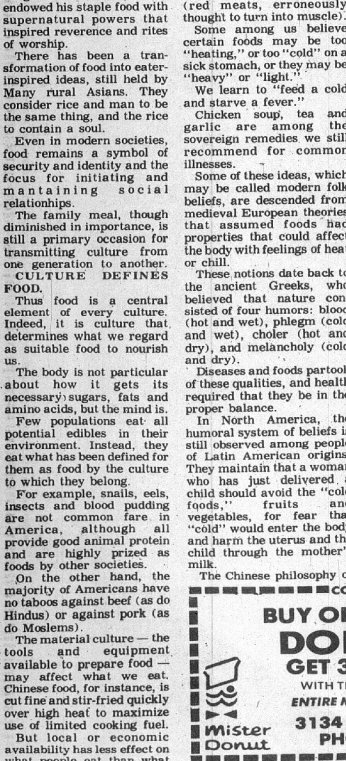 endowed his staple food with
supernatural powers that
inspired reverence and rites
of worship.
There has been a tran-
sformation of food into eater-
inspired ideas, still held by
Many rural Asians. They
consider rice and man to be
the same thing, and the rice
to contain a soul.
Even in modern societies,
food remains a symbol of
security and identity and the
focus for initiating and
mantaining social
relationships.
The family meal, though
diminished in importance, is
still a primary occasion for
transmitting culture from
one generation to another.
CULTURE DEFINES
FOOD.
Thus food is a central
element of every culture.
Indeed, it is culture that
determines what we regard
as suitable food to nourish
us.
The body is not particular
about how it gets its
necessary sugars, fats and
amino acids, but the mind is.
Few populations eat all
potential edibles in their
environment. Instead, they
eat what has been defined for
them as food by the culture
to which they belong.
For example, snails, eels,
insects and blood pudding
are not common fare in
America, although all
provide good animal protein
and are highly prized as
foods by other societies.
On the other hand, the
majority of Americans have
no taboos against beef (as do
Hindus) or against pork (as
do Moslems).
The material culture — the
tools and equipment
available to prepare food —
may affect what we eat.
Chinese food, for instance, is
cut fine and stir-fried quickly
over high heat to maximize
use of limited cooking fuel.
But local or economic
availability has less effect on
what people eat than what
(red meats, erroneously
thought to turn into muscle).
Some among us believe
certain foods may be too
"heating," or too "cold" on a
sick stomach, or they may be
"heavy" or "light."
We learn to "feed a cold
and starve a fever."
Chicken soup, tea and
garlic are among the
sovereign remedies we still
recommend for common
illnesses.
Some of these ideas, which
may be called modern folk
beliefs, are descended from
medieval European theories
that assumed foods had
properties that could affect
the body with feelings of heat
or chill.
These notions date back to
the ancient Greeks, who
believed that nature con-
sisted of four humors: blood
(hot and wet), phlegm (cold
and wet), choler (hot and
dry), and melancholy (cold
and dry).
Diseases and foods partook
of these qualities, and health
required that they be in the
proper balance.
In North America, the
humoral system of beliefs is
still observed among people
of Latin American origins.
They maintain that a woman
who has just delivered a
child should avoid the "cold
foods," fruits and
vegetables, for fear that
"cold" would enter the body
and harm the uterus and the
child through the mother's
milk.
The Chinese philosophy o
CO
BUY O
DO
GET 3
WITH T
ENTIRE
3134
PH
Mister
Donut